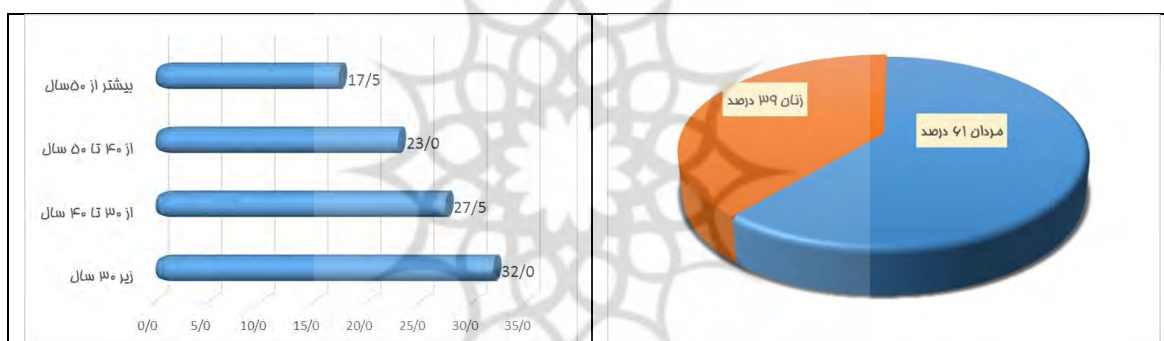 بیشتر از ۵۰سال
17/5
از ۴۰ تا ۵۰ سال
23/0
از ۳۰ تا ۴۰ سال
27/5
زیر ۳۰ سال
32/0
0/0 5/0 10/0 15/0 20/0 25/0 30/0 35/0
زنان ۳۹ درصد
مردان ۶۱ درصد